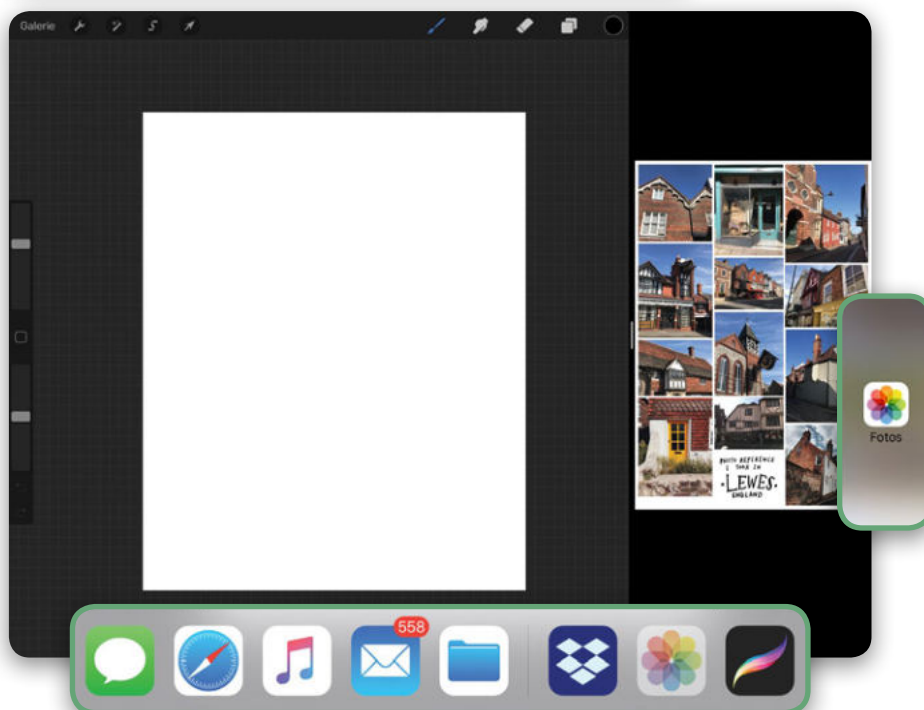 Galerie
PHOTO REFERENCE
I TOOK IN
·LEWES·
ENGLAND
Fotos
558